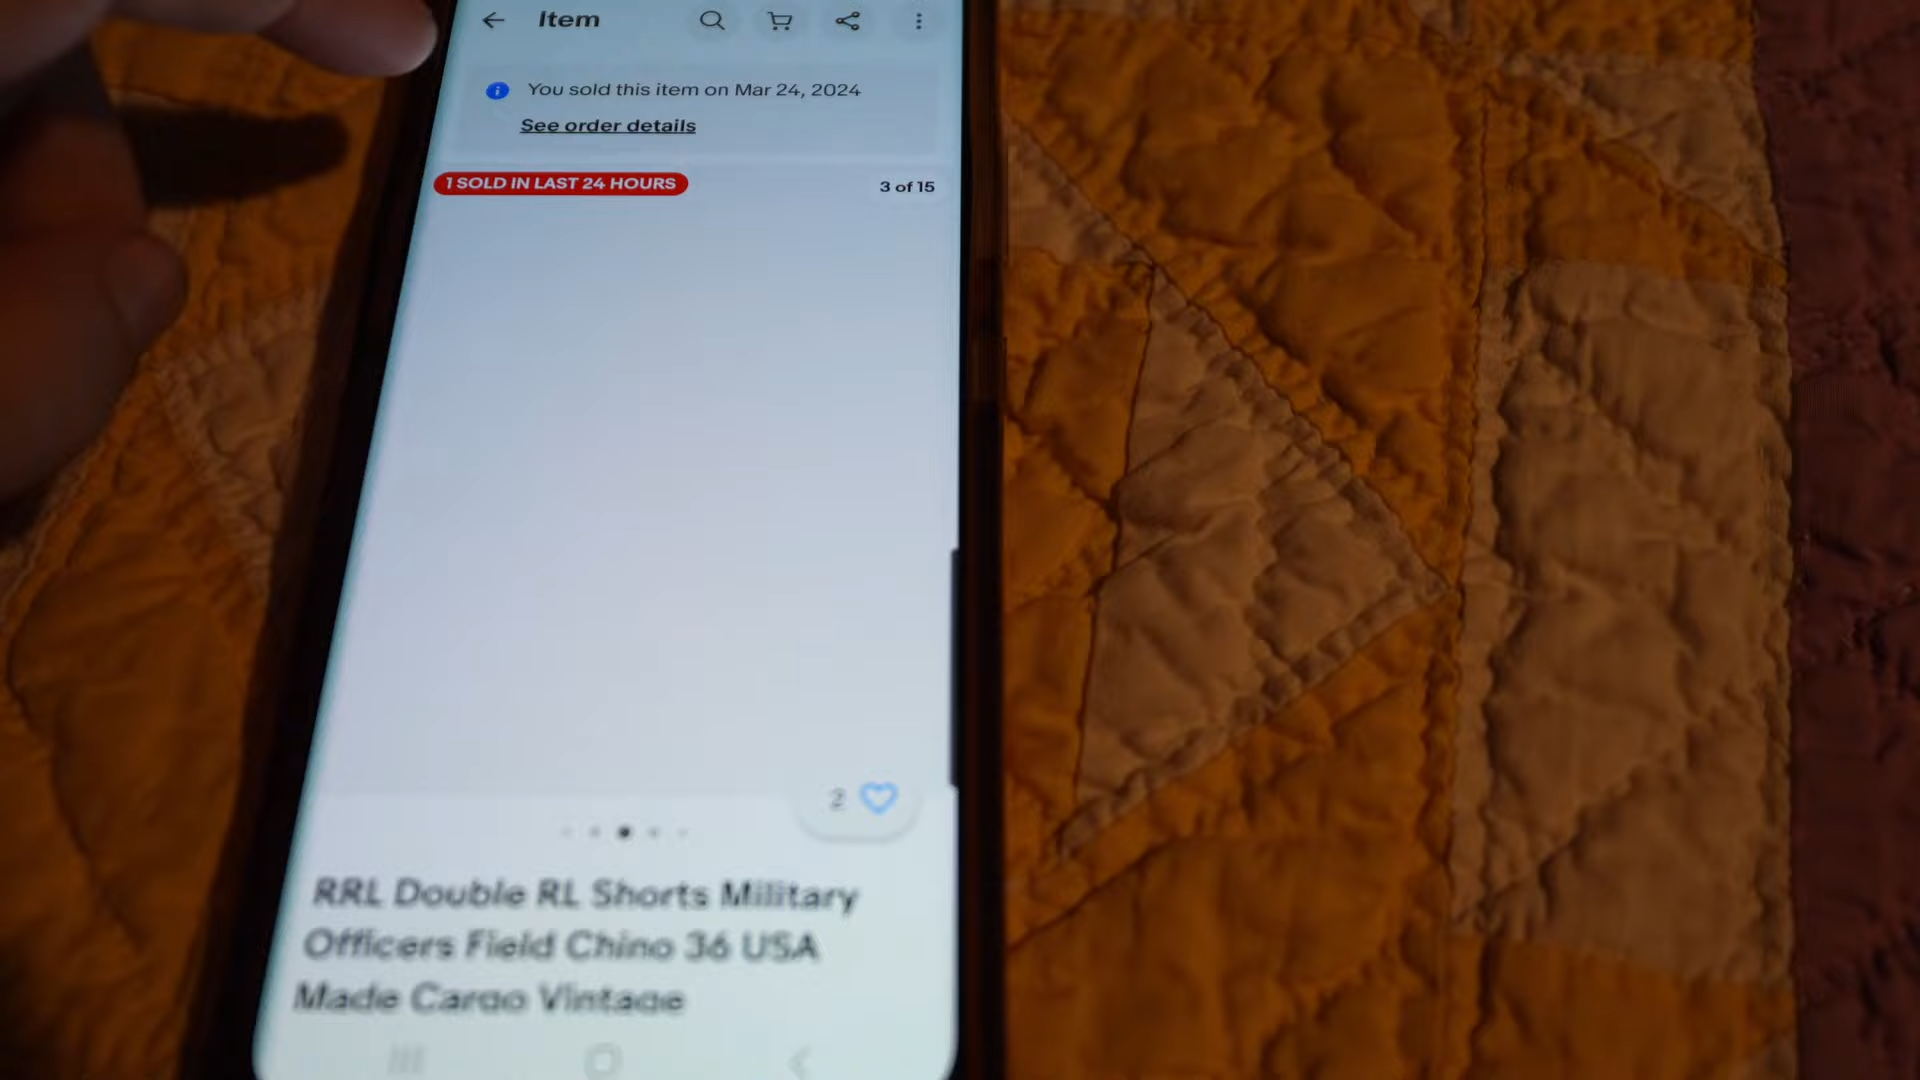 Item
You sold this item on Mar 24, 2024
See order details
1 SOLD IN LAST 24 HOURS
3 of 15
2
RRL Double RL Shorts Military
Officers Field Chino 36 USA
Made Cargo Vintage